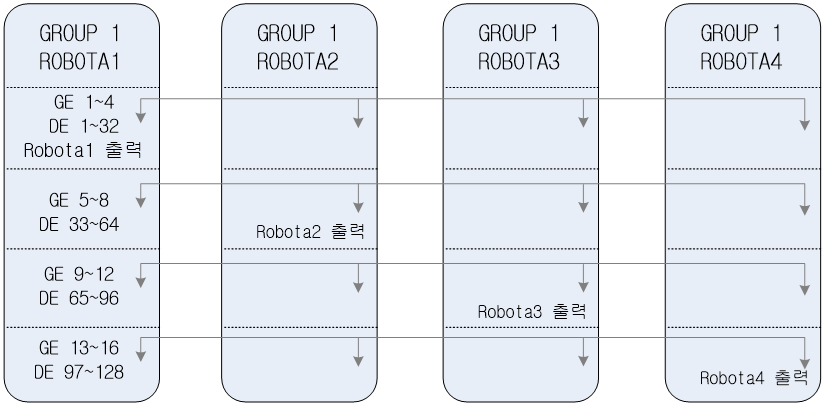 GROUP 1
ROBOTA1
GROUP 1
ROBOTA2
GROUP 1
ROBOTA3
GROUP 1
ROBOTA4
GE 1~4
DE 1~32
Robota1 출력
GE 5~8
DE 33~64
Robota2 출력
GE 9~12
DE 65~96
Robota3 출력
GE 13~16
DE 97~128
Robota4 출력